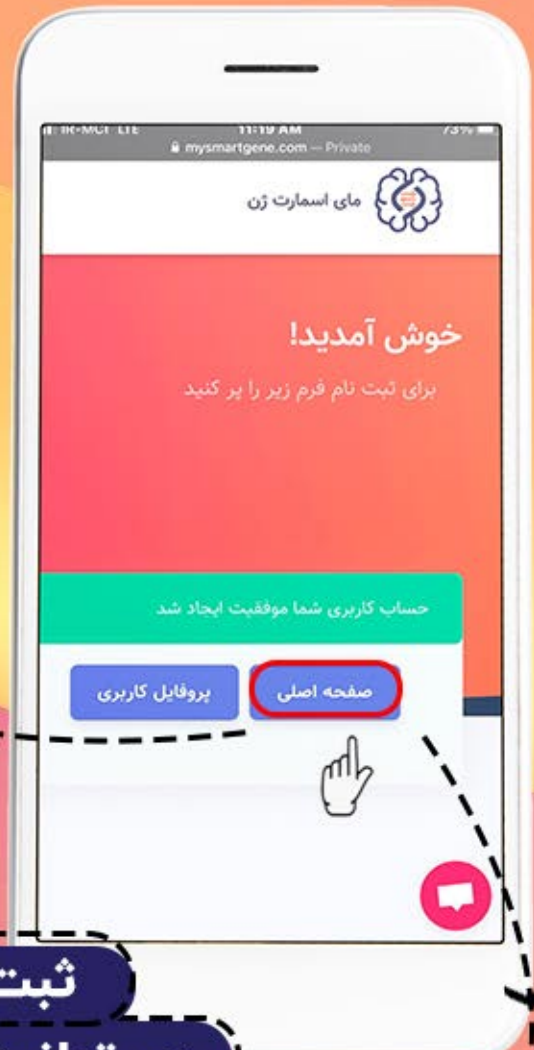 IR-MCI LTE 11:19 AM 73%
mysmartgene.com — Private
مای اسمارت ژن
خوش آمدید!
برای ثبت نام فرم زیر را پر کنید
حساب کاربری شما موفقیت ایجاد شد
صفحه اصلی پروفایل کاربری
ثبت